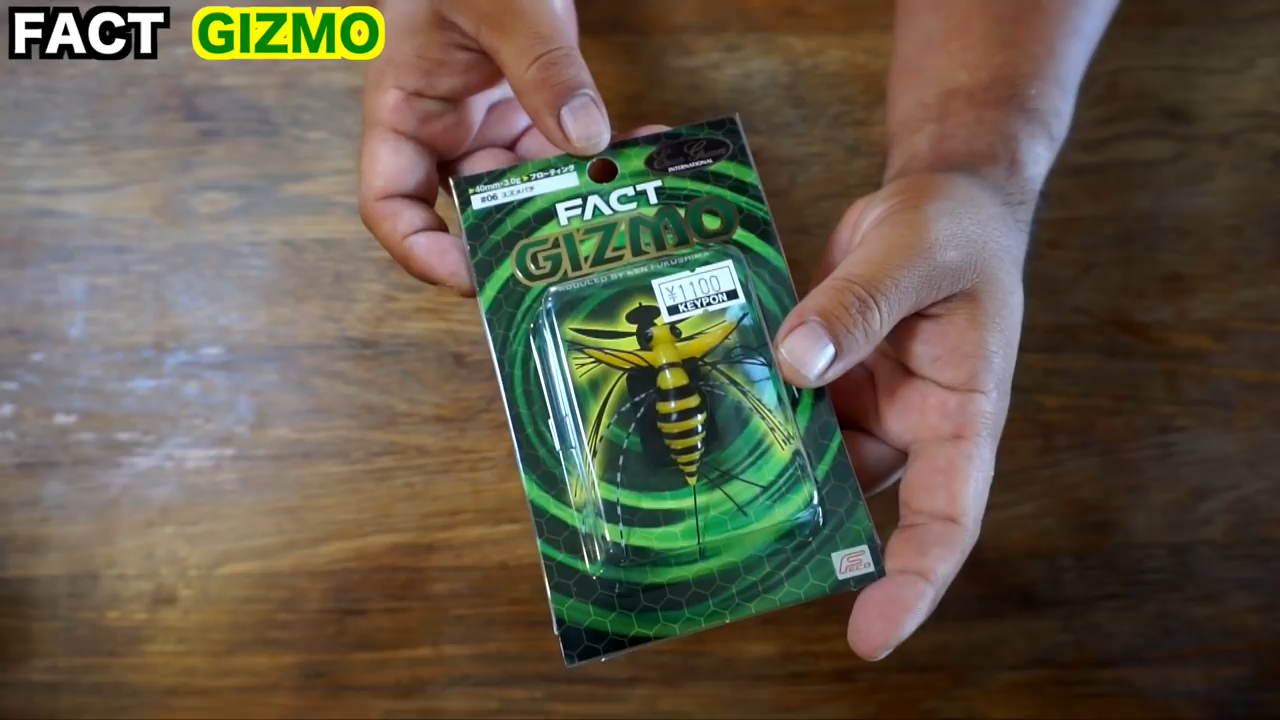 FACT GIZMO
▶40mm・3.0g ▶フローティング
#06 スズメバチ
INTERNATIONAL
FACT
GIZMO
PRODUCED BY KEN FUKUSHIMA
¥1100
KEYPON